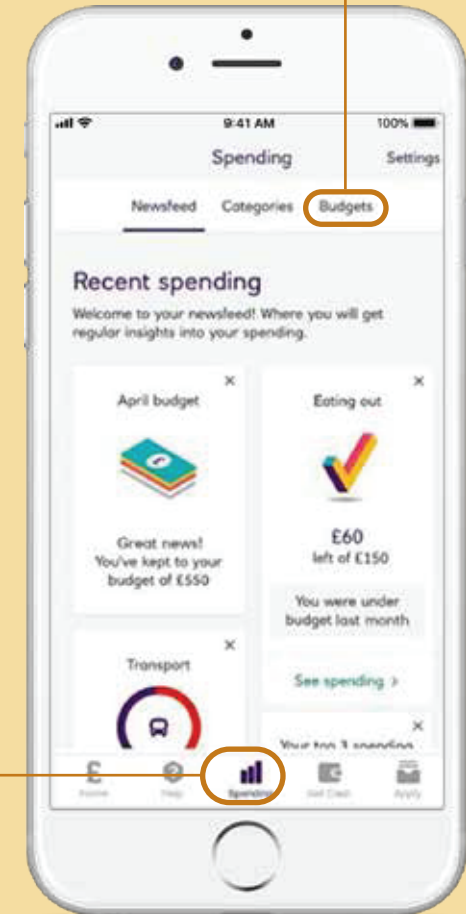 9:41 AM
100%
Spending
Settings
Newsfeed
Categories
Budgets
Recent spending
Welcome to your newsfeed! Where you will get
regular insights into your spending.
April budget
Great news!
You've kept to your
budget of £550
Eating out
£60
left of £150
You were under
budget last month
See spending >
Transport
Your top 3 spending
£
Home
Help
Spending
Get Cash
Apply